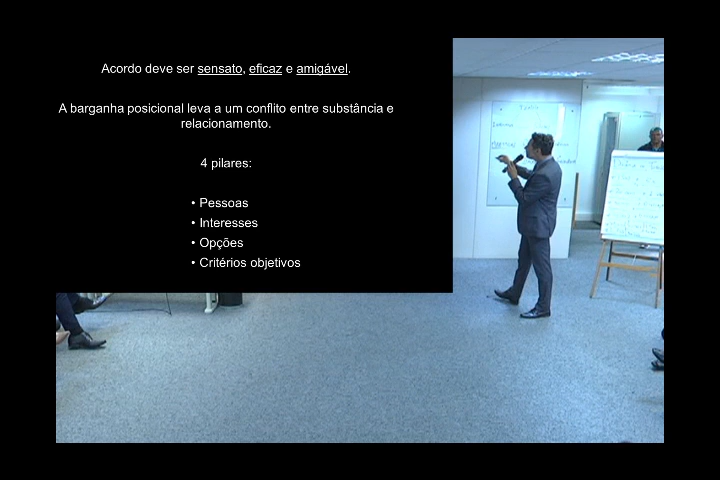 Acordo deve ser sensato, eficaz e amigável.
A barganha posicional leva a um conflito entre substância e
relacionamento.
4 pilares:
• Pessoas
• Interesses
• Opções
• Critérios objetivos